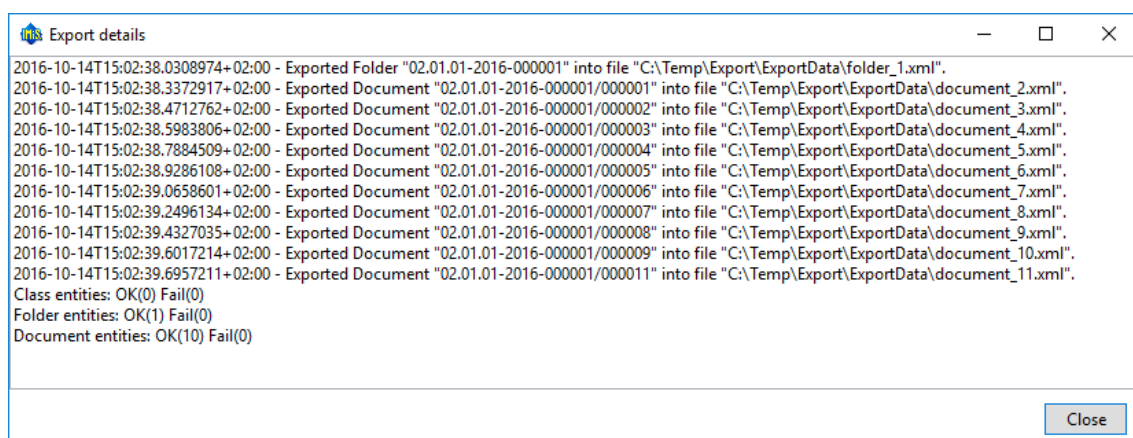 IMiS Export details
2016-10-14T15:02:38.0308974+02:00 - Exported Folder "02.01.01-2016-000001" into file "C:\Temp\Export\ExportData\folder_1.xml".
2016-10-14T15:02:38.3372917+02:00 - Exported Document "02.01.01-2016-000001/000001" into file "C:\Temp\Export\ExportData\document_2.xml".
2016-10-14T15:02:38.4712762+02:00 - Exported Document "02.01.01-2016-000001/000002" into file "C:\Temp\Export\ExportData\document_3.xml".
2016-10-14T15:02:38.5983806+02:00 - Exported Document "02.01.01-2016-000001/000003" into file "C:\Temp\Export\ExportData\document_4.xml".
2016-10-14T15:02:38.7884509+02:00 - Exported Document "02.01.01-2016-000001/000004" into file "C:\Temp\Export\ExportData\document_5.xml".
2016-10-14T15:02:38.9286108+02:00 - Exported Document "02.01.01-2016-000001/000005" into file "C:\Temp\Export\ExportData\document_6.xml".
2016-10-14T15:02:39.0658601+02:00 - Exported Document "02.01.01-2016-000001/000006" into file "C:\Temp\Export\ExportData\document_7.xml".
2016-10-14T15:02:39.2496134+02:00 - Exported Document "02.01.01-2016-000001/000007" into file "C:\Temp\Export\ExportData\document_8.xml".
2016-10-14T15:02:39.4327035+02:00 - Exported Document "02.01.01-2016-000001/000008" into file "C:\Temp\Export\ExportData\document_9.xml".
2016-10-14T15:02:39.6017214+02:00 - Exported Document "02.01.01-2016-000001/000009" into file "C:\Temp\Export\ExportData\document_10.xml".
2016-10-14T15:02:39.6957211+02:00 - Exported Document "02.01.01-2016-000001/000011" into file "C:\Temp\Export\ExportData\document_11.xml".
Class entities: OK(0) Fail(0)
Folder entities: OK(1) Fail(0)
Document entities: OK(10) Fail(0)
Close